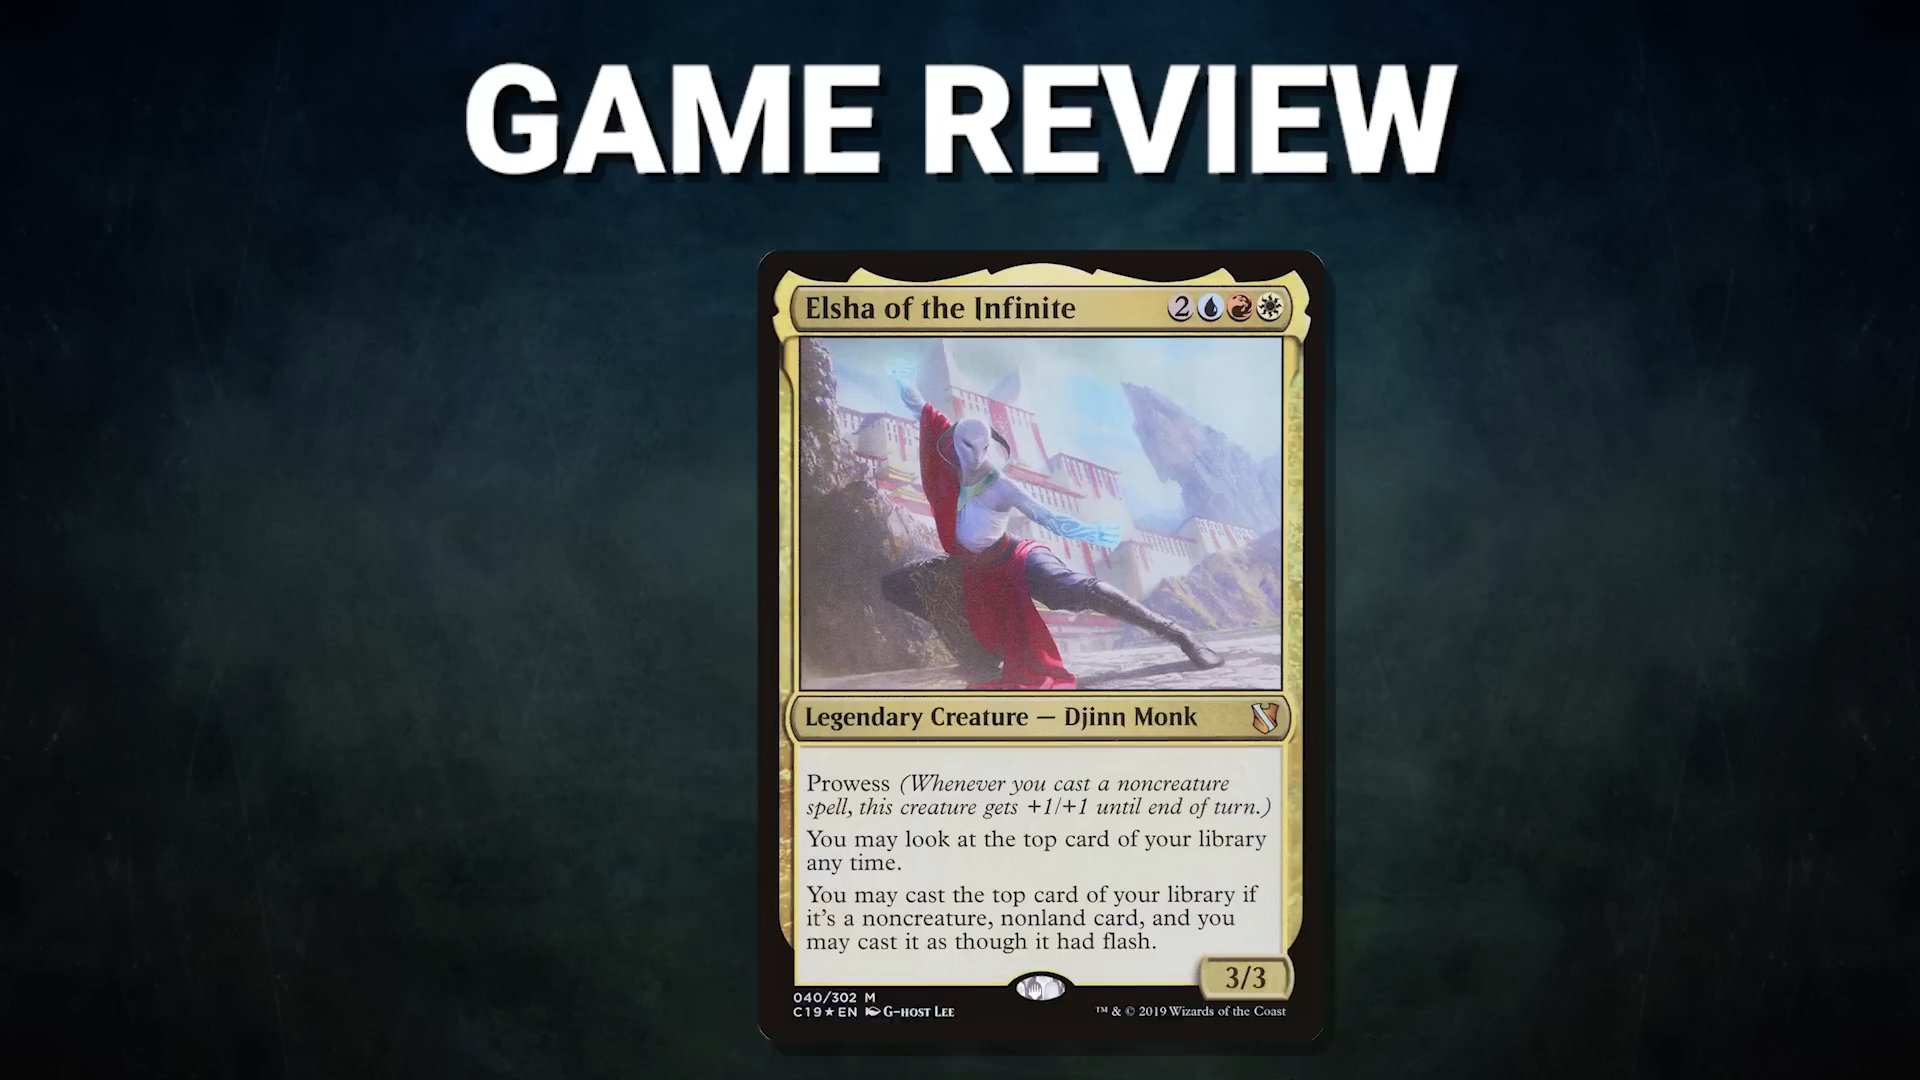 GAME REVIEW
Elsha of the Infinite 2
Legendary Creature — Djinn Monk
Prowess (Whenever you cast a noncreature
spell, this creature gets +1/+1 until end of turn.)
You may look at the top card of your library
any time.
You may cast the top card of your library if
it's a noncreature, nonland card, and you
may cast it as though it had flash.
3/3
040/302 M
C19★EN G-HOST LEE
™ & © 2019 Wizards of the Coast